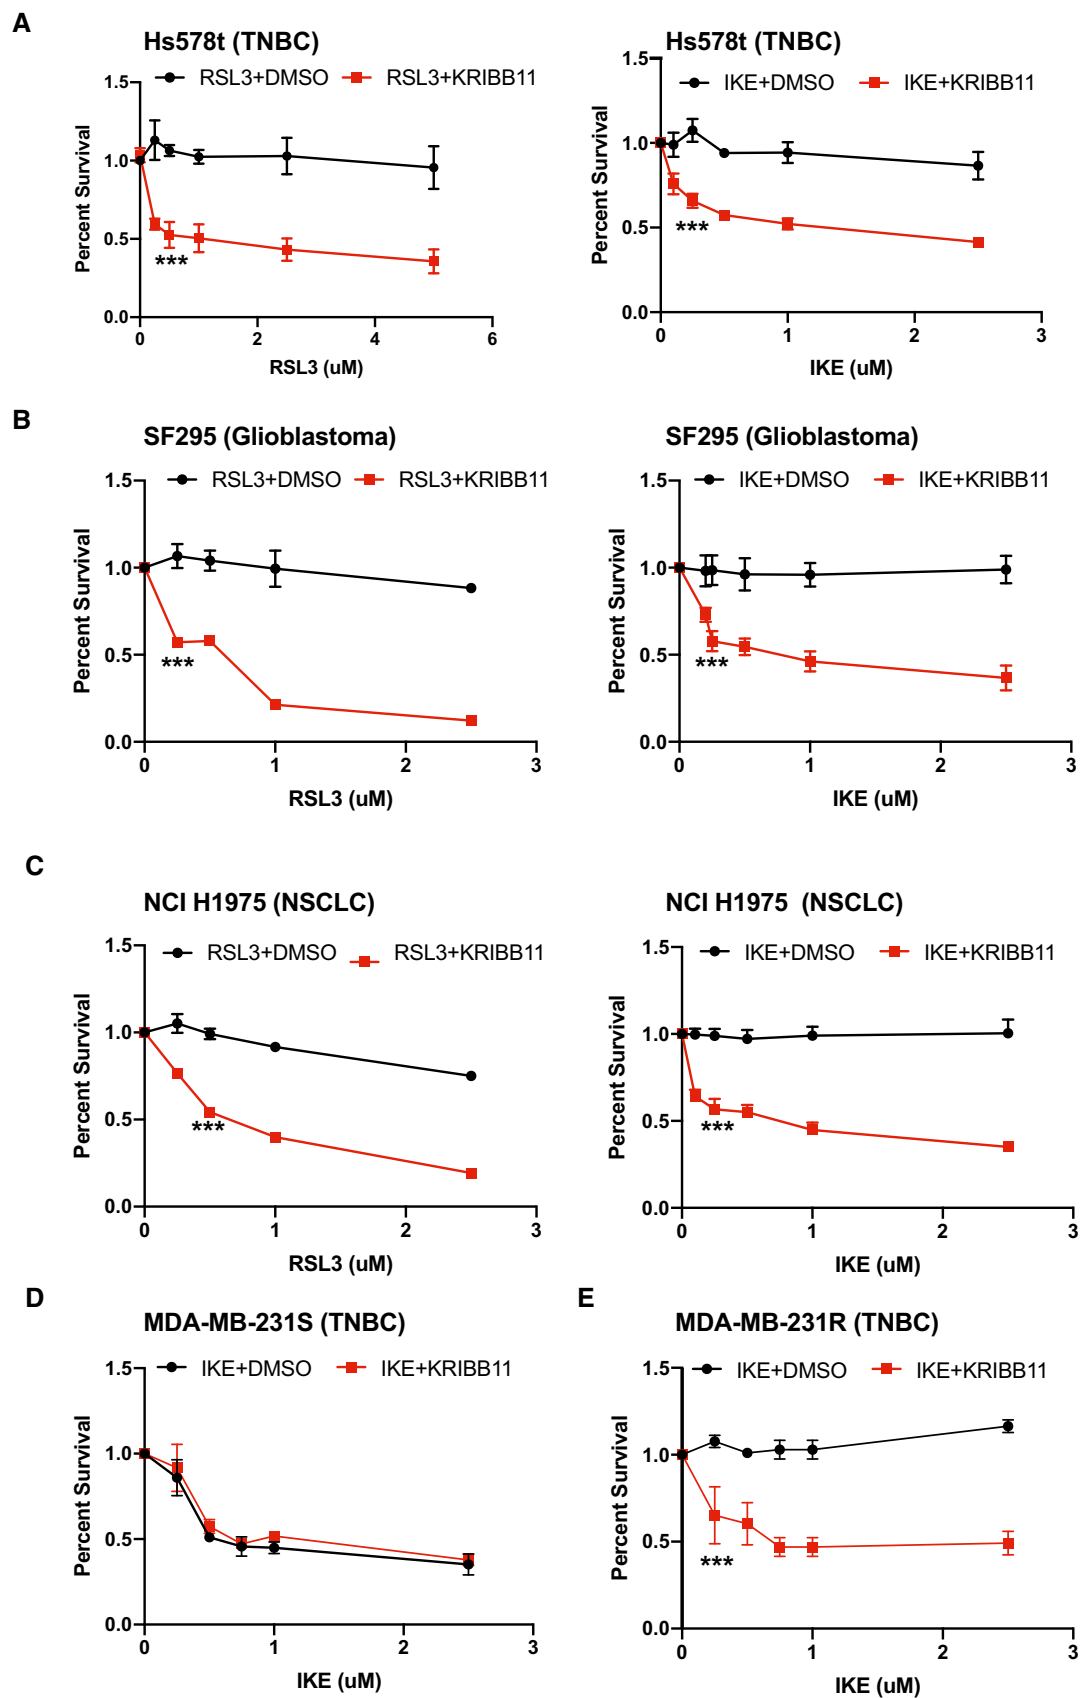 A
Hs578t (TNBC)
RSL3+DMSO RSL3+KRIBB11
1.5
1.0
0.5
0.0
Percent Survival
***
0 2 4 6
RSL3 (uM)
Hs578t (TNBC)
IKE+DMSO IKE+KRIBB11
1.5
1.0
0.5
0.0
Percent Survival
***
0 1 2 3
IKE (uM)
B
SF295 (Glioblastoma)
RSL3+DMSO RSL3+KRIBB11
1.5
1.0
0.5
0.0
Percent Survival
***
0 1 2 3
RSL3 (uM)
SF295 (Glioblastoma)
IKE+DMSO IKE+KRIBB11
1.5
1.0
0.5
0.0
Percent Survival
***
0 1 2 3
IKE (uM)
C
NCI H1975 (NSCLC)
RSL3+DMSO RSL3+KRIBB11
1.5
1.0
0.5
0.0
Percent Survival
***
0 1 2 3
RSL3 (uM)
NCI H1975 (NSCLC)
IKE+DMSO IKE+KRIBB11
1.5
1.0
0.5
0.0
Percent Survival
***
0 1 2 3
IKE (uM)
D
MDA-MB-231S (TNBC)
IKE+DMSO IKE+KRIBB11
1.5
1.0
0.5
0.0
Percent Survival
0 1 2 3
IKE (uM)
E
MDA-MB-231R (TNBC)
IKE+DMSO IKE+KRIBB11
1.5
1.0
0.5
0.0
Percent Survival
***
0 1 2 3
IKE (uM)